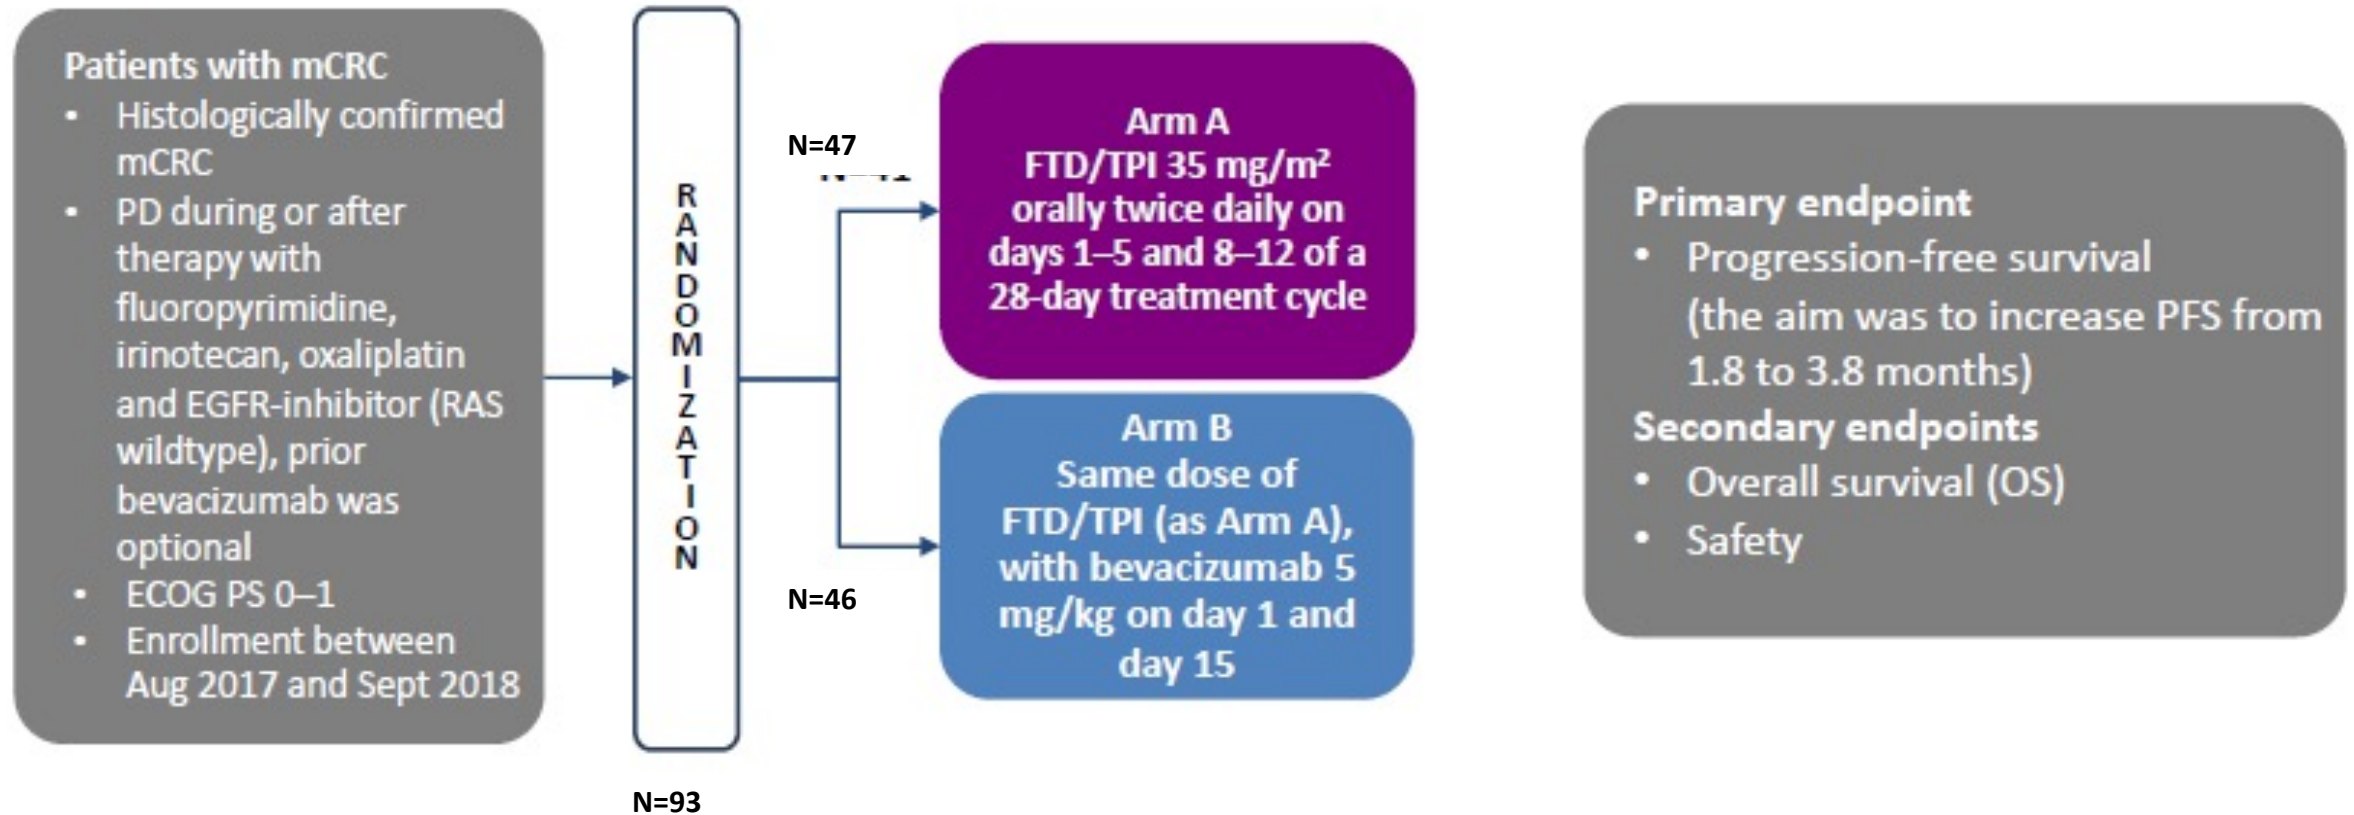 Patients with mCRC
• Histologically confirmed
mCRC
• PD during or after
therapy with
fluoropyrimidine,
irinotecan, oxaliplatin
and EGFR-inhibitor (RAS
wildtype), prior
bevacizumab was
optional
• ECOG PS 0–1
• Enrollment between
Aug 2017 and Sept 2018
R
A
N
D
O
M
I
Z
A
T
I
O
N
N=93
N=47
Arm A
FTD/TPI 35 mg/m²
orally twice daily on
days 1–5 and 8–12 of a
28-day treatment cycle
N=46
Arm B
Same dose of
FTD/TPI (as Arm A),
with bevacizumab 5
mg/kg on day 1 and
day 15
Primary endpoint
• Progression-free survival
(the aim was to increase PFS from
1.8 to 3.8 months)
Secondary endpoints
• Overall survival (OS)
• Safety